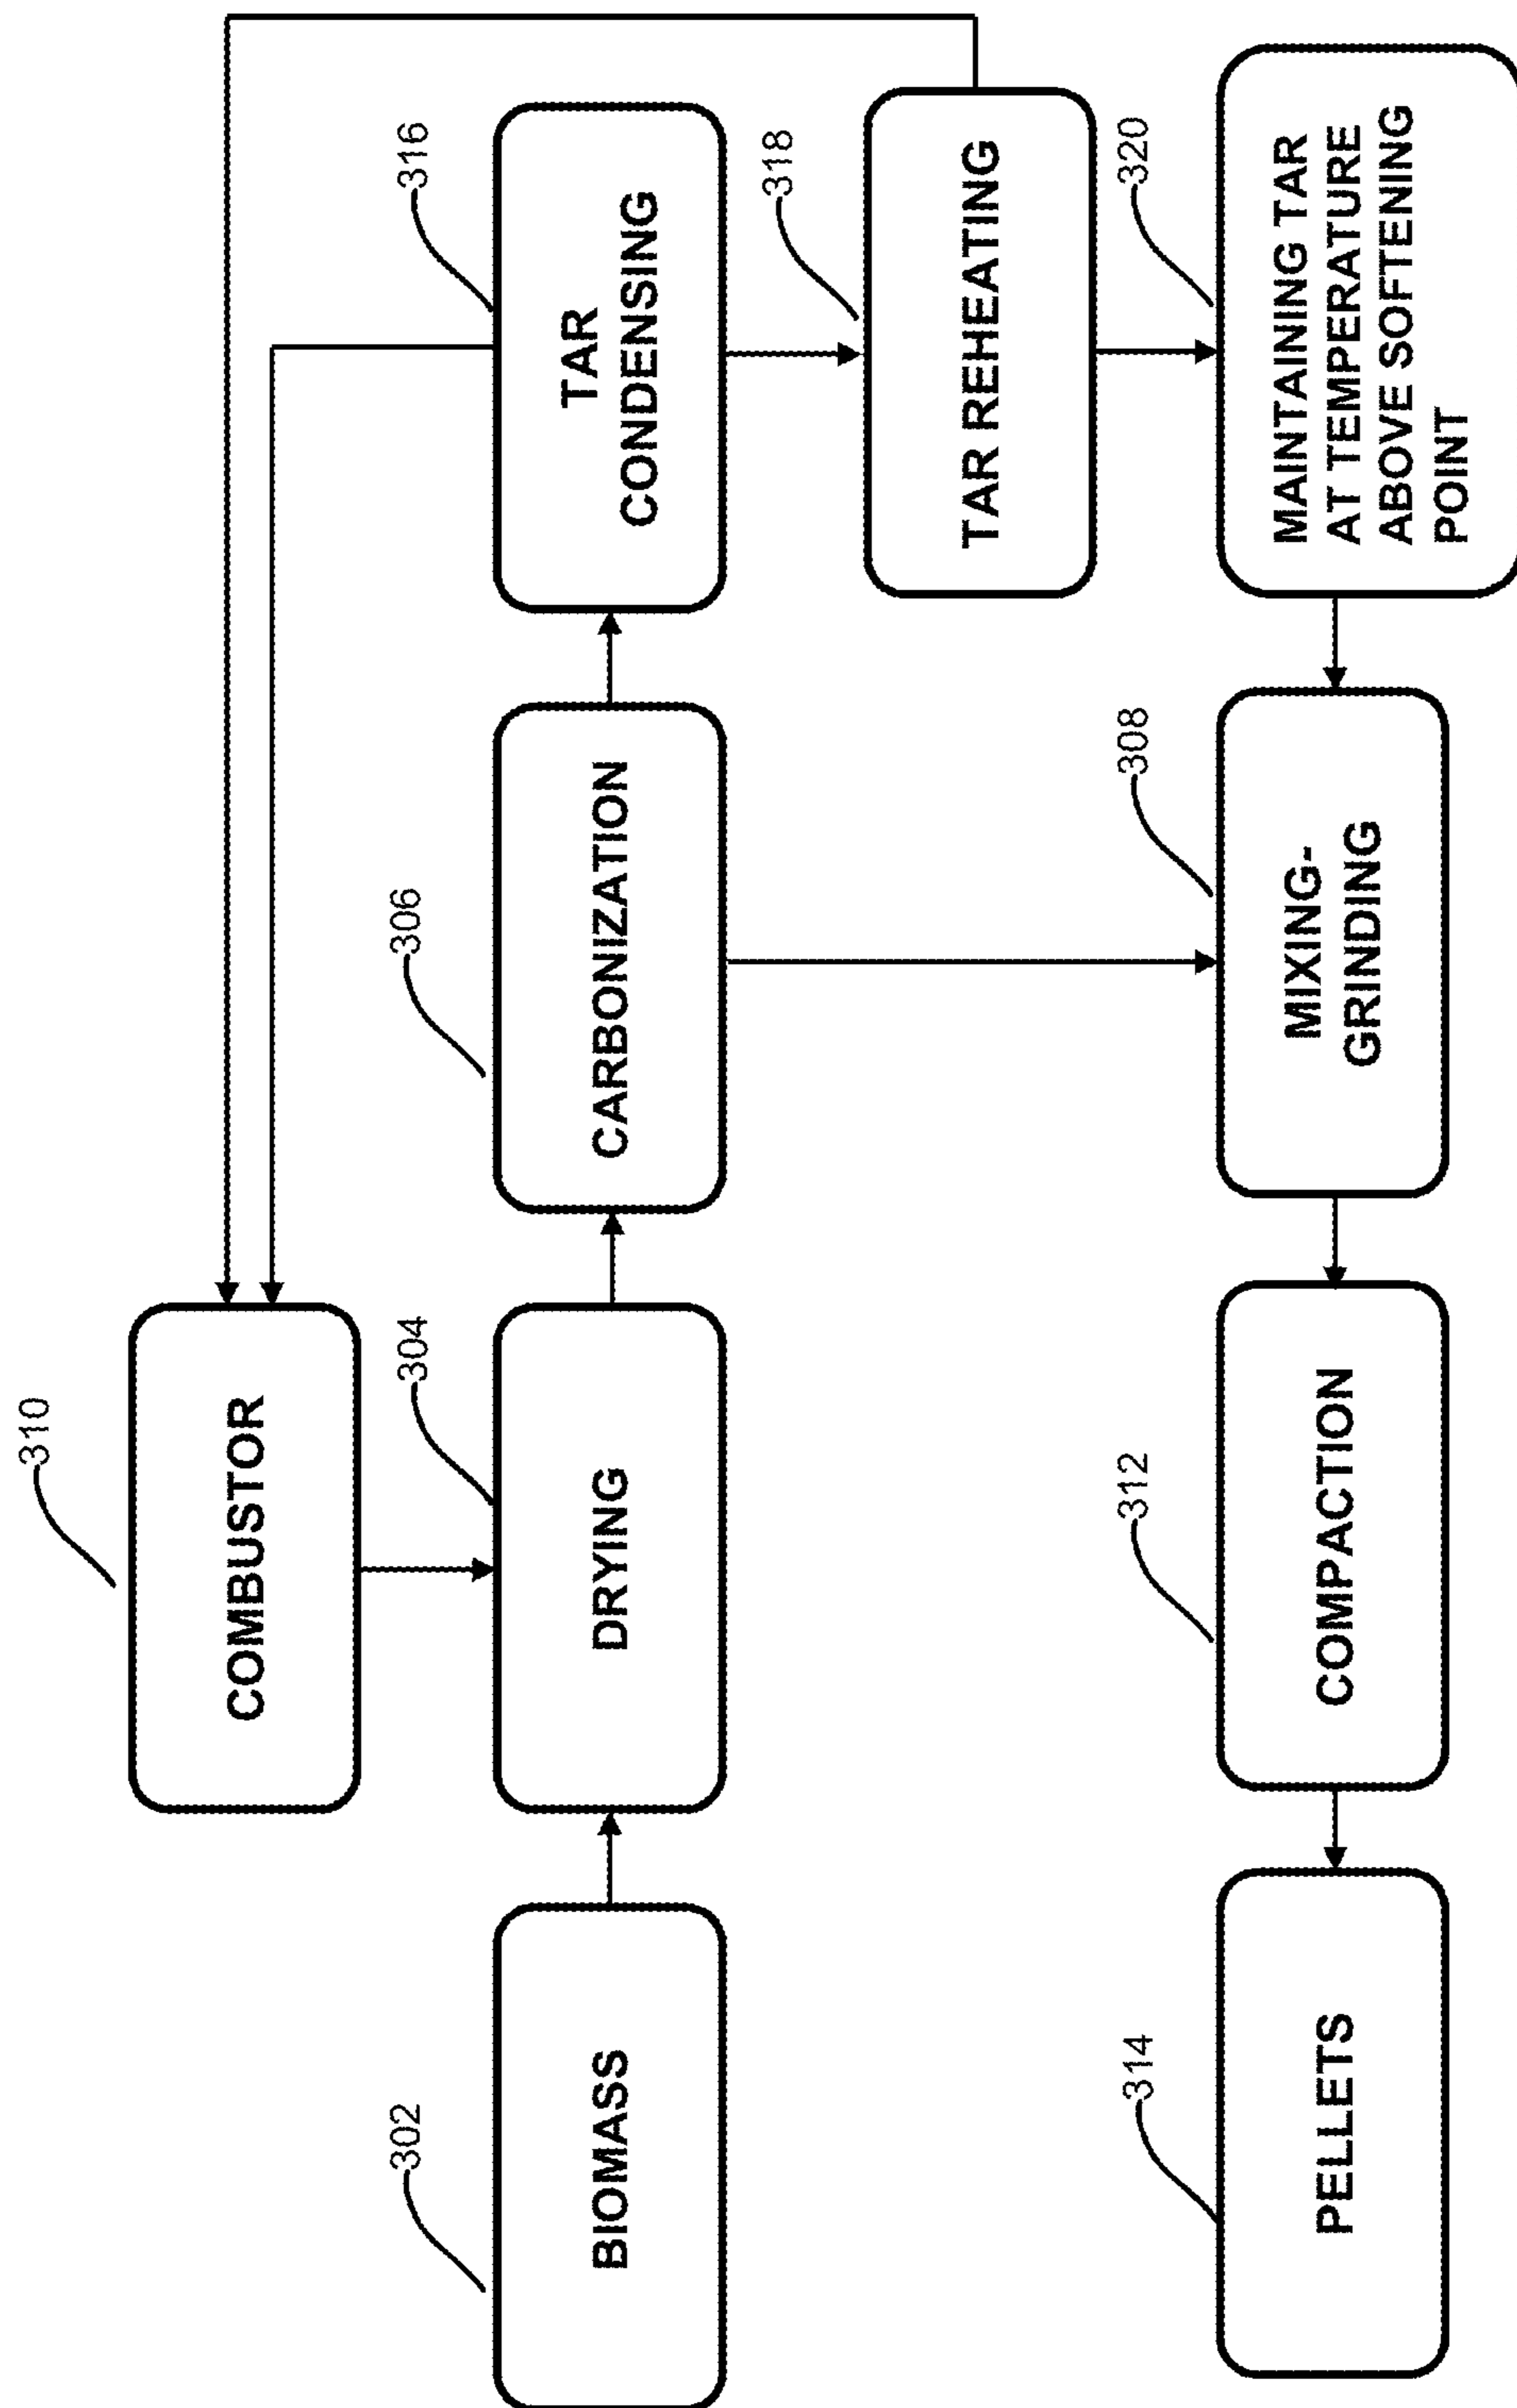 310
COMBUSTOR
302
BIOMASS
304
DRYING
306
CARBONIZATION
316
TAR
CONDENSING
318
TAR REHEATING
314
PELLETS
312
COMPACTION
308
MIXING-
GRINDING
320
MAINTAINING TAR
AT TEMPERATURE
ABOVE SOFTENING
POINT